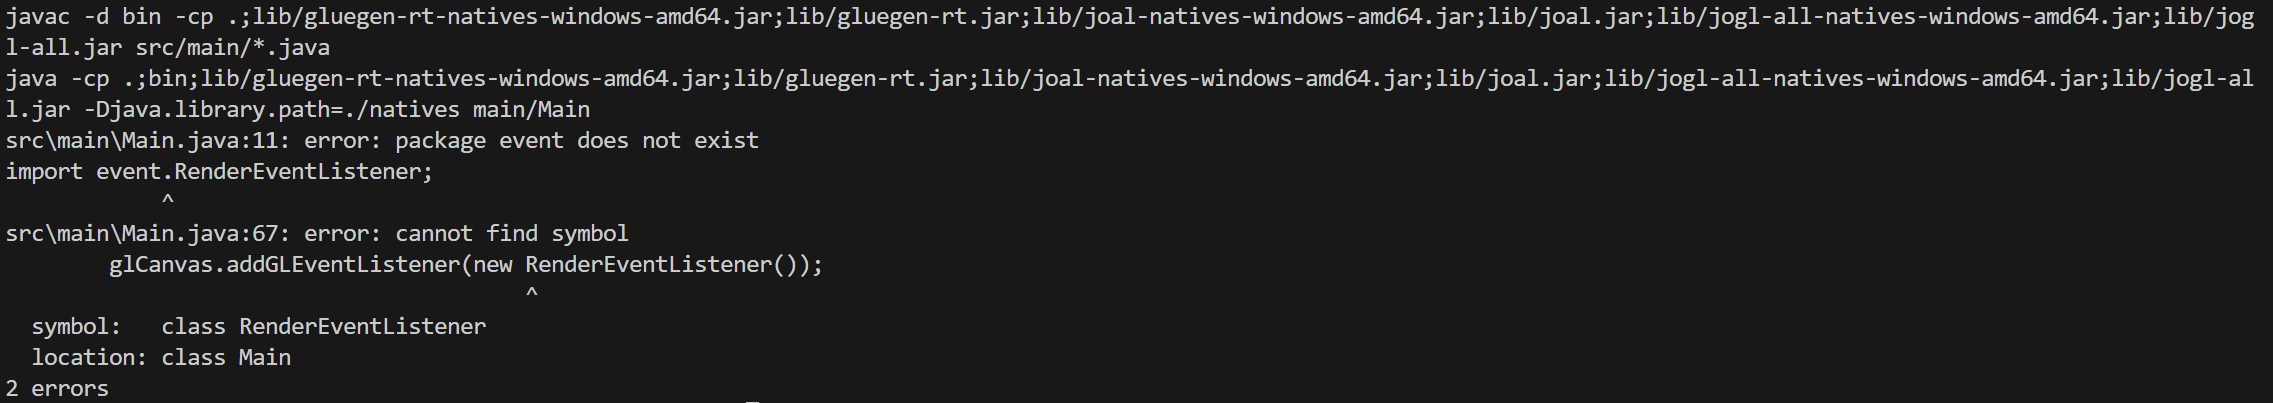 javac -d bin -cp .;lib/gluegen-rt-natives-windows-amd64.jar;lib/gluegen-rt.jar;lib/joal-natives-windows-amd64.jar;lib/joal.jar;lib/jogl-all-natives-windows-amd64.jar;lib/jog
l-all.jar src/main/*.java
java -cp .;bin;lib/gluegen-rt-natives-windows-amd64.jar;lib/gluegen-rt.jar;lib/joal-natives-windows-amd64.jar;lib/joal.jar;lib/jogl-all-natives-windows-amd64.jar;lib/jogl-al
l.jar -Djava.library.path=./natives main/Main
src\main\Main.java:11: error: package event does not exist
import event.RenderEventListener;
            ^
src\main\Main.java:67: error: cannot find symbol
        glCanvas.addGLEventListener(new RenderEventListener());
                                        ^
  symbol:   class RenderEventListener
  location: class Main
2 errors